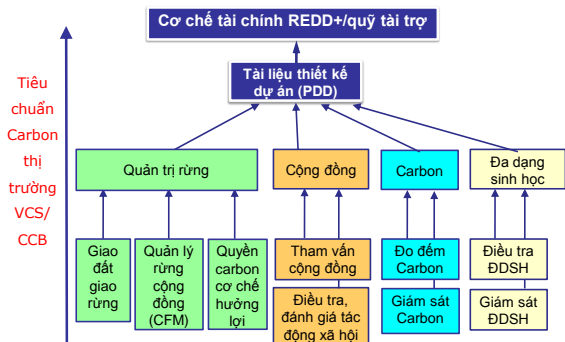 Cơ chế tài chính REDD+/quỹ tài trợ
Tài liệu thiết kế
dự án (PDD)
Tiêu
chuẩn
Carbon
thị
trường
VCS/
CCB
Quản trị rừng
Cộng đồng
Carbon
Đa dạng
sinh học
Giao
đất
giao
rừng
Quản lý
rừng
cộng
đồng
(CFM)
Quyền
carbon
cơ chế
hưởng
lợi
Tham vấn
cộng đồng
Điều tra,
đánh giá tác
động xã hội
Đo đếm
Carbon
Giám sát
Carbon
Điều tra
ĐDSH
Giám sát
ĐDSH